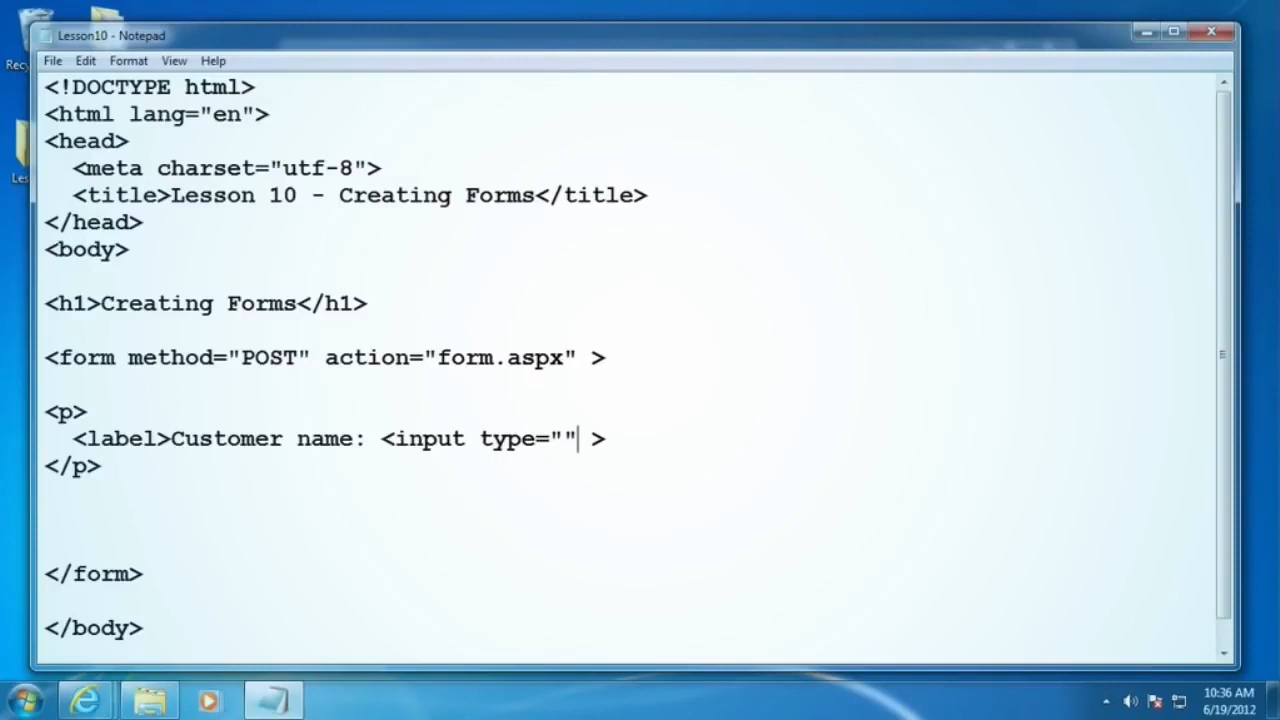 Lesson10 - Notepad
File Edit Format View Help
<!DOCTYPE html>
<html lang="en">
<head>
  <meta charset="utf-8">
  <title>Lesson 10 - Creating Forms</title>
</head>
<body>
<h1>Creating Forms</h1>
<form method="POST" action="form.aspx" >
<p>
  <label>Customer name: <input type="" >
</p>
</form>
</body>
10:36 AM
6/19/2012